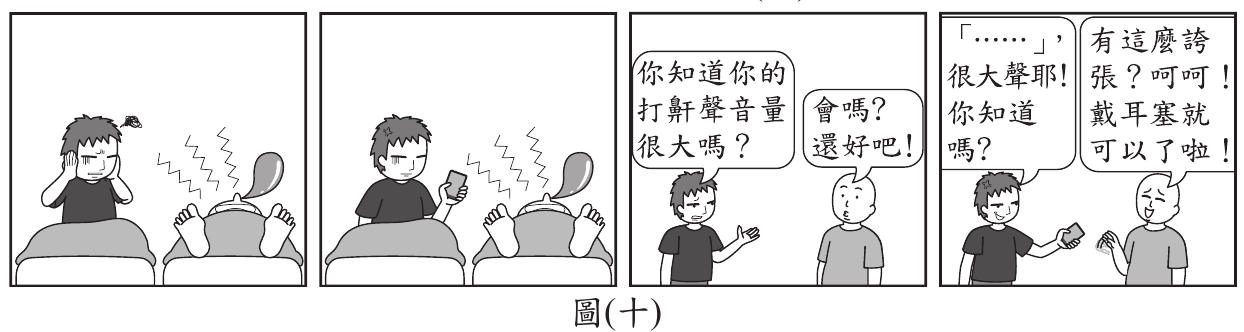 你知道你的
打鼾聲音量
很大嗎？
會嗎？
還好吧！
「……」，
很大聲耶！
你知道
嗎？
有這麼誇
張？呵呵！
戴耳塞就
可以了啦！
圖(十)